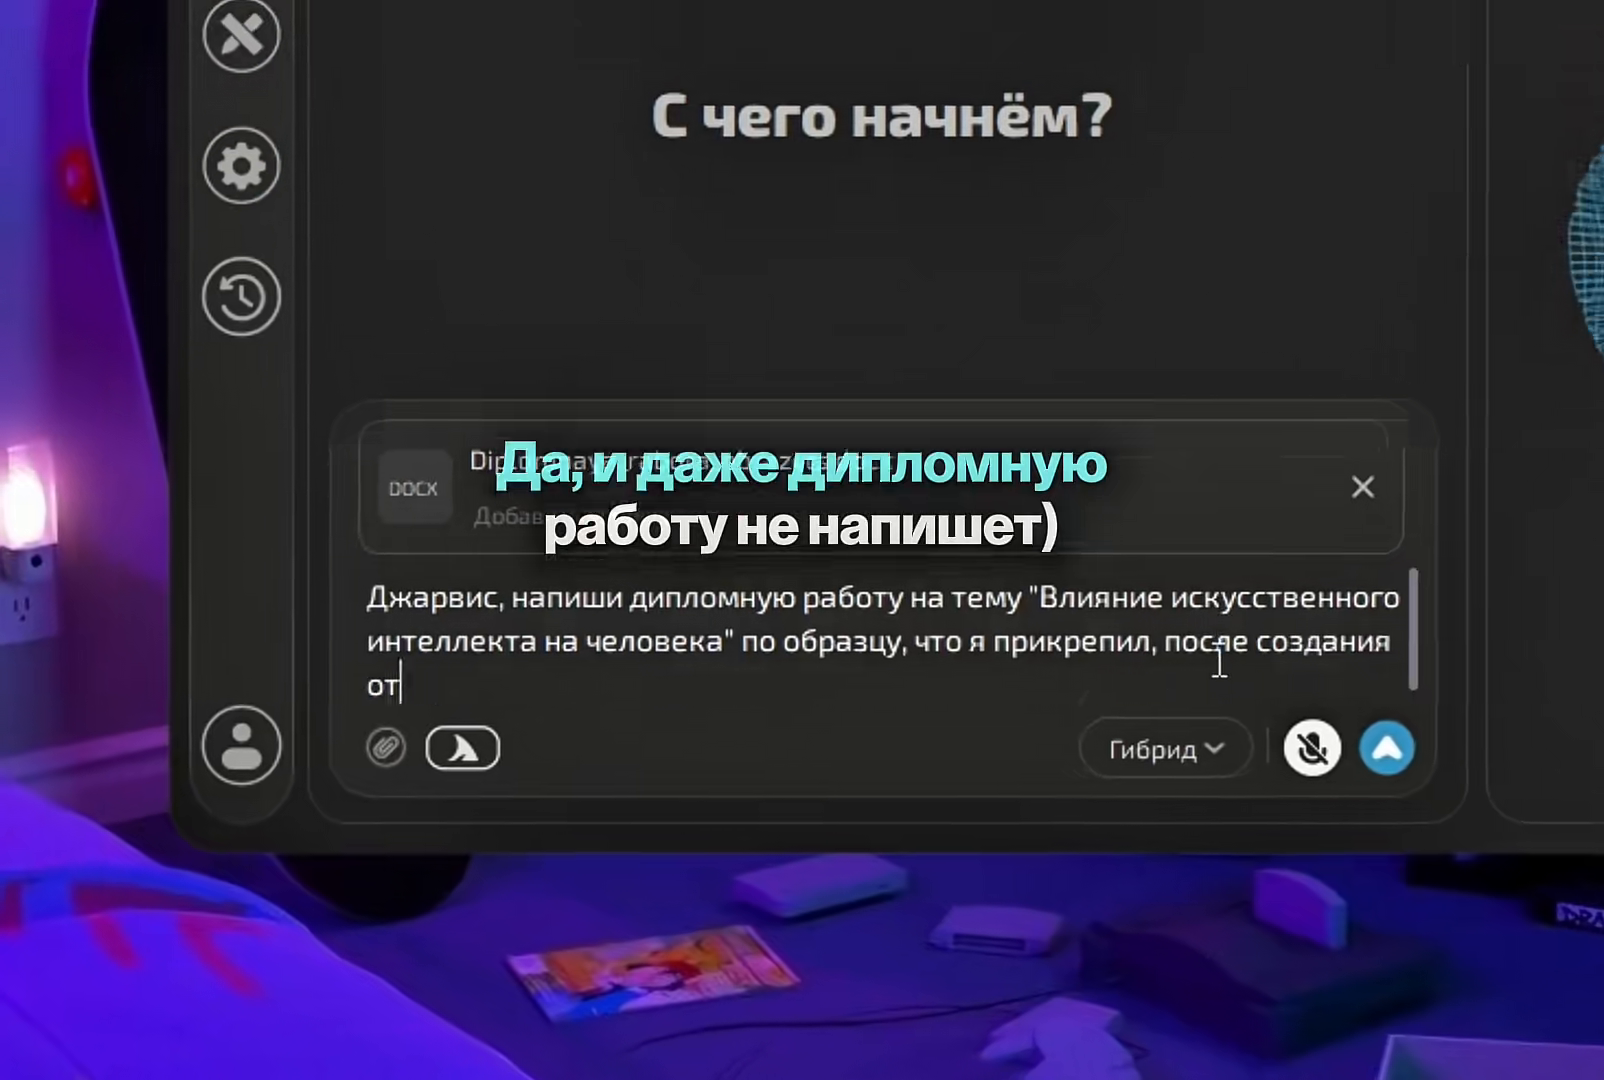 С чего начнём?
DOCX
Да, и даже дипломную
работу не напишет)
Джарвис, напиши дипломную работу на тему "Влияние искусственного
интеллекта на человека" по образцу, что я прикрепил, после создания
от
Гибрид